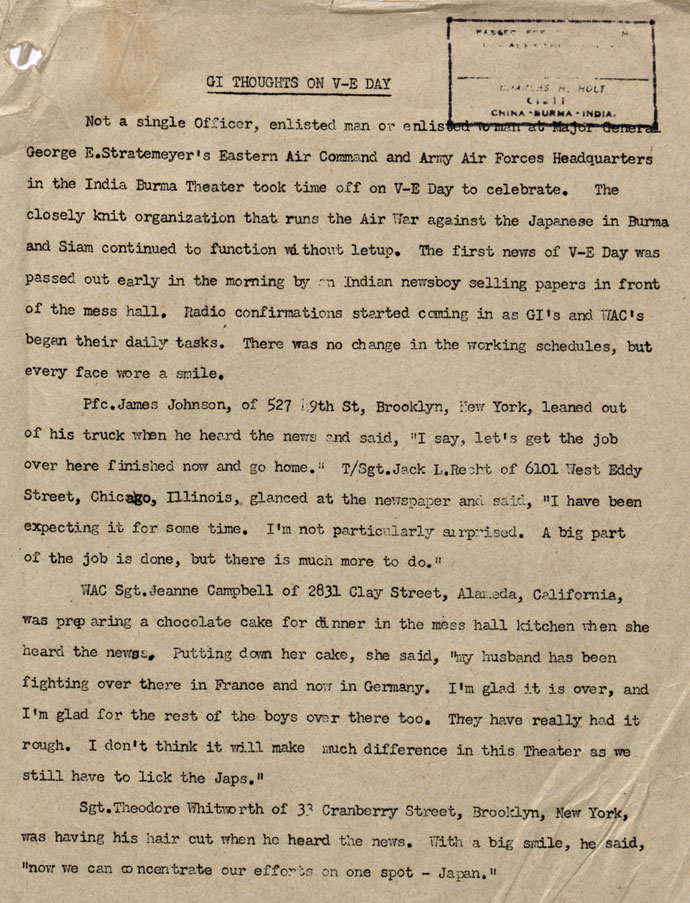 PASSED FOR
CHARLES H. HOLT
CHINA-BURMA-INDIA.
GI THOUGHTS ON V-E DAY
Not a single Officer, enlisted man or enlisted woman at Major General
George E.Stratemeyer's Eastern Air Command and Army Air Forces Headquarters
in the India Burma Theater took time off on V-E Day to celebrate. The
closely knit organization that runs the Air War against the Japanese in Burma
and Siam continued to function without letup. The first news of V-E Day was
passed out early in the morning by an Indian newsboy selling papers in front
of the mess hall. Radio confirmations started coming in as GI's and WAC's
began their daily tasks. There was no change in the working schedules, but
every face wore a smile.
Pfc.James Johnson, of 527 49th St, Brooklyn, New York, leaned out
of his truck when he heard the news and said, "I say, let's get the job
over here finished now and go home." T/Sgt.Jack L.Recht of 6101 West Eddy
Street, Chicago, Illinois, glanced at the newspaper and said, "I have been
expecting it for some time. I'm not particularly surprised. A big part
of the job is done, but there is much more to do."
WAC Sgt.Jeanne Campbell of 2831 Clay Street, Alameda, California,
was preparing a chocolate cake for dinner in the mess hall kitchen when she
heard the newss. Putting down her cake, she said, "my husband has been
fighting over there in France and now in Germany. I'm glad it is over, and
I'm glad for the rest of the boys over there too. They have really had it
rough. I don't think it will make much difference in this Theater as we
still have to lick the Japs."
Sgt.Theodore Whitworth of 33 Cranberry Street, Brooklyn, New York,
was having his hair cut when he heard the news. With a big smile, he said,
"now we can concentrate our efforts on one spot - Japan."